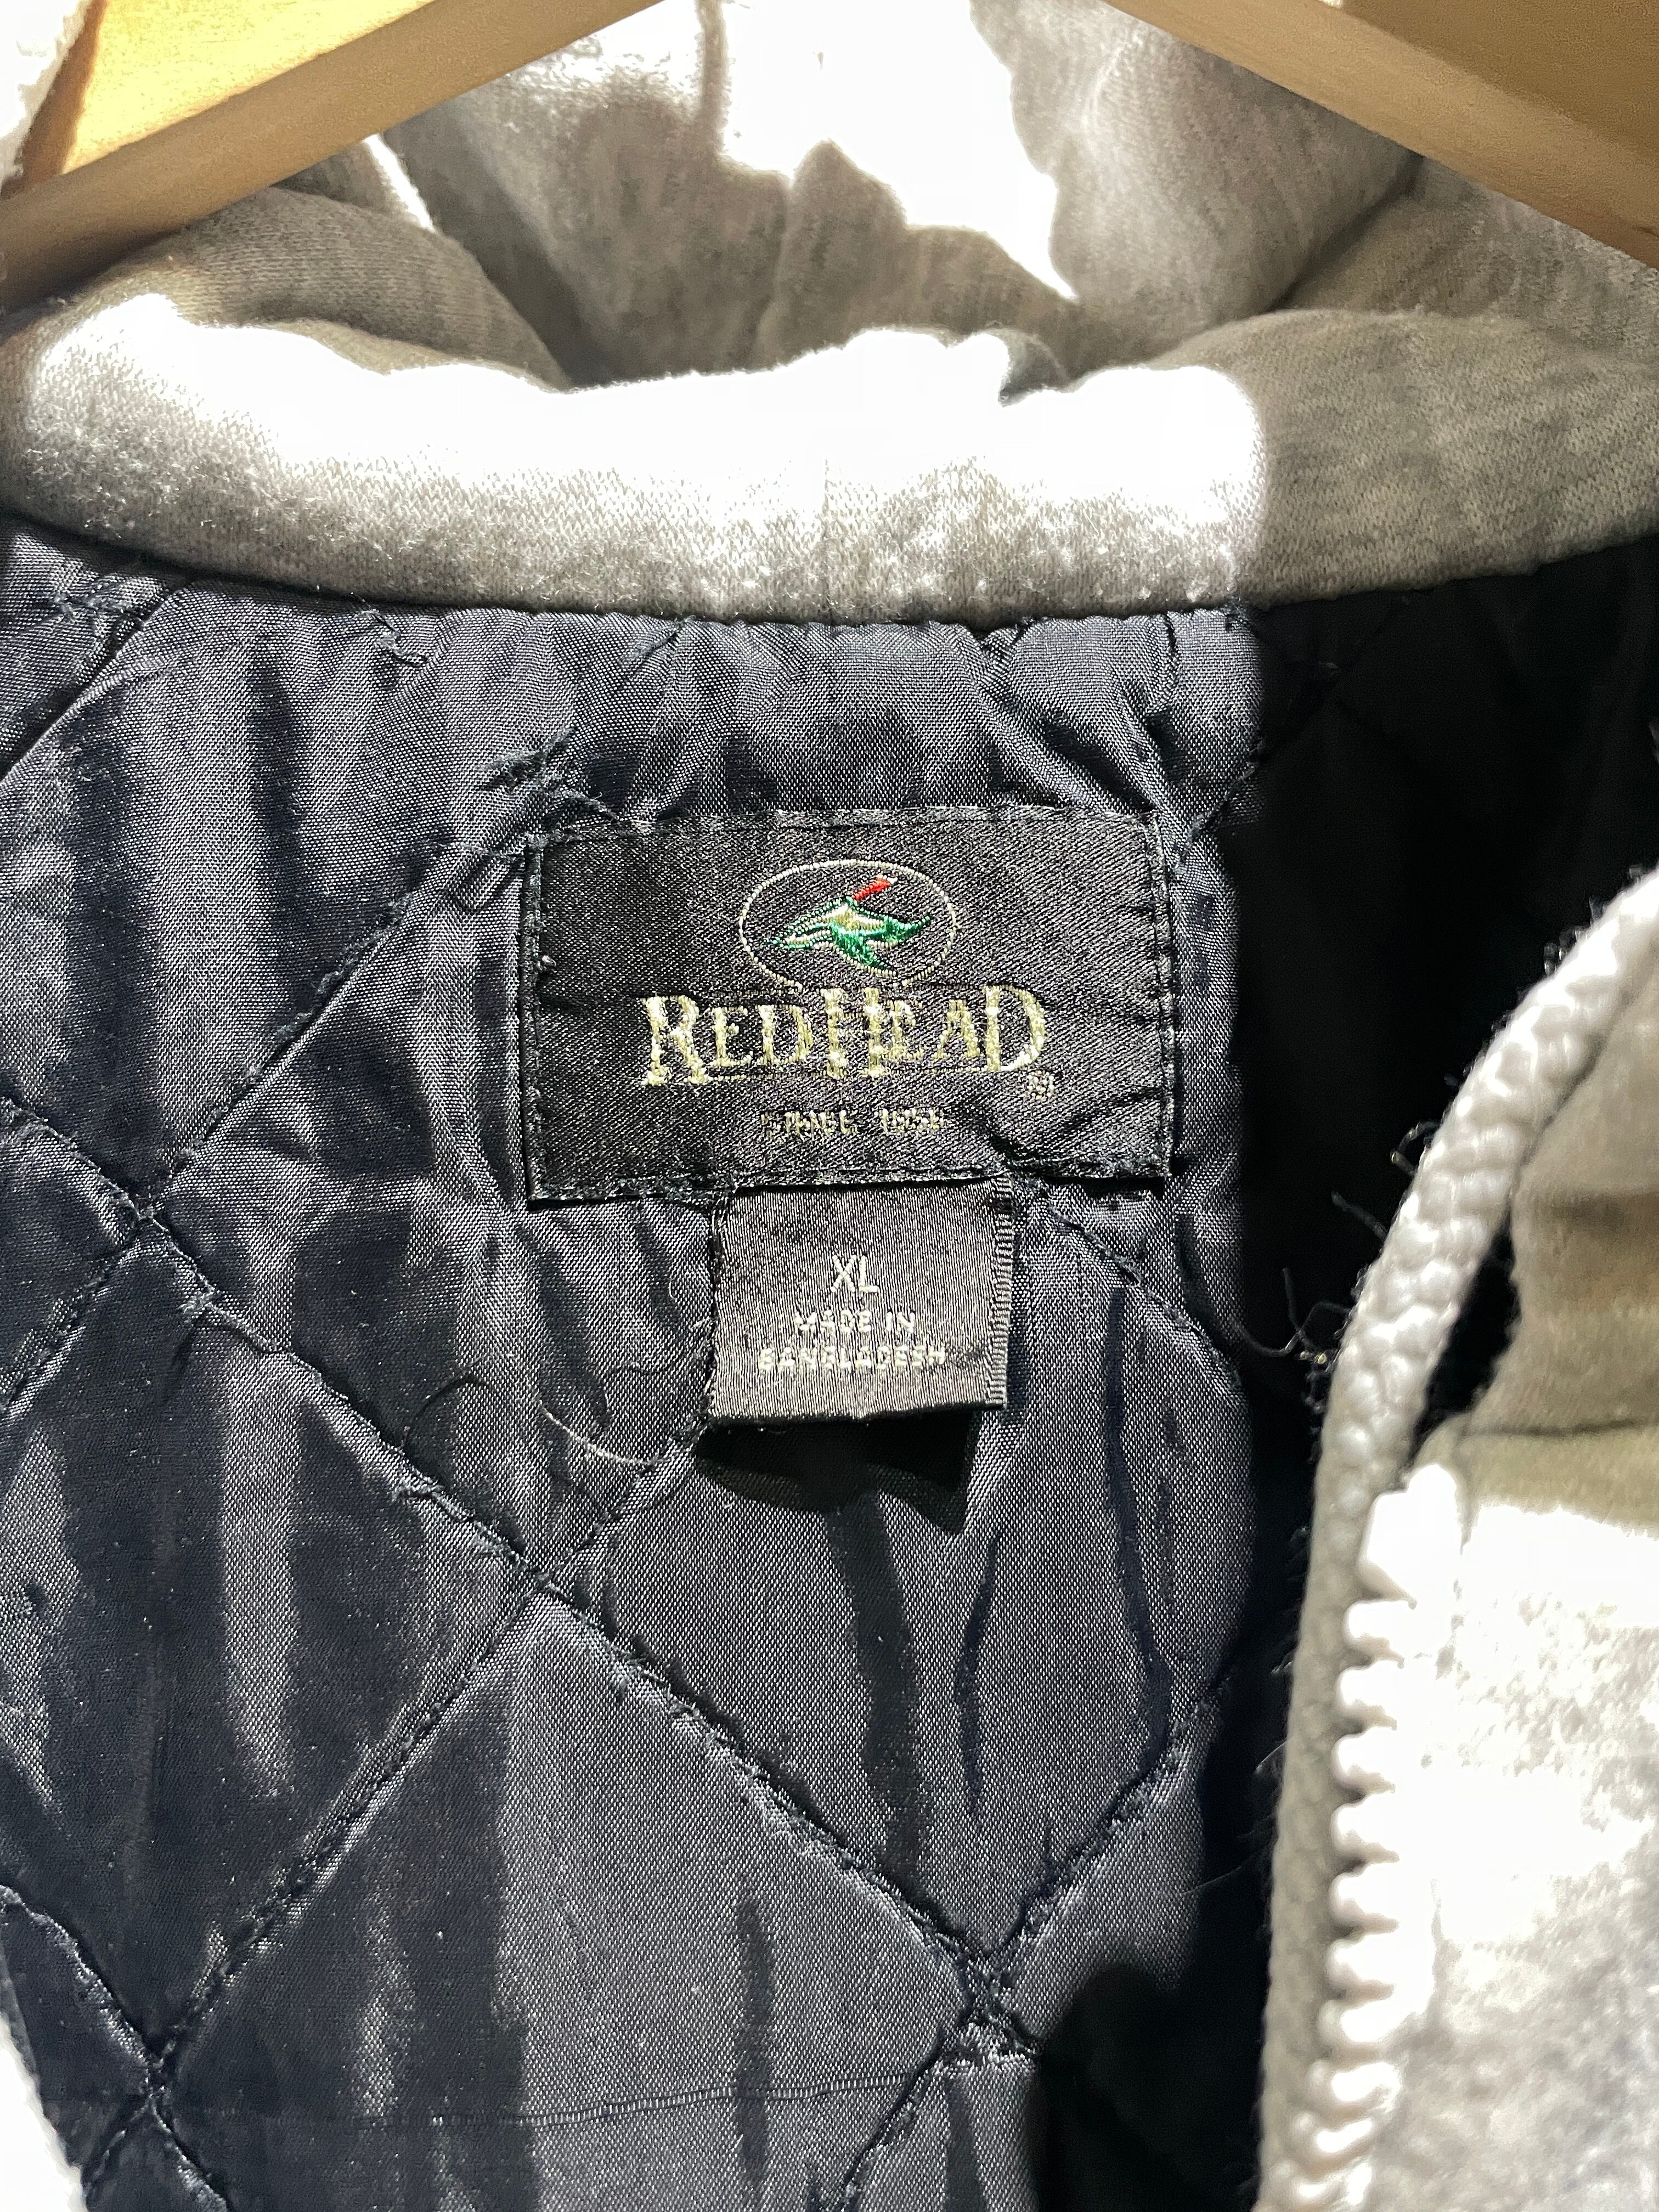 REDHEAD
®
SINCE 1856
XL
MADE IN
BANGLADESH